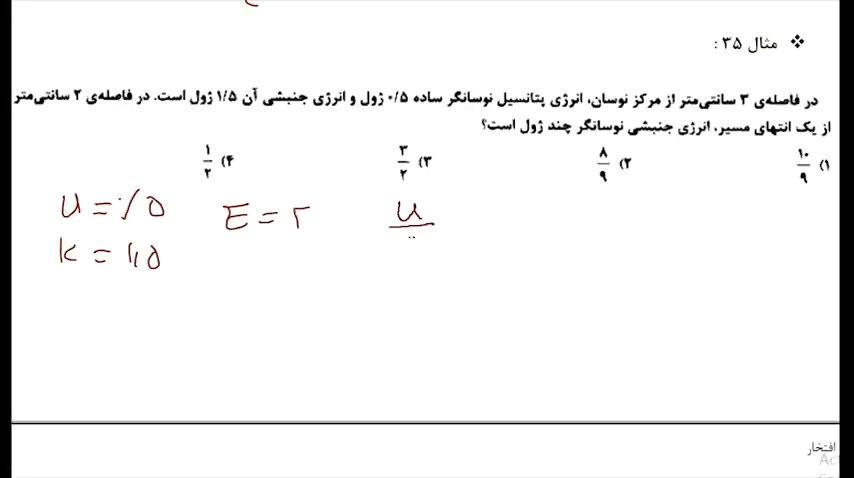 ❖ مثال ۳۵ :
در فاصله‌ی ۳ سانتی‌متر از مرکز نوسان، انرژی پتانسیل نوسانگر ساده ۰/۵ ژول و انرژی جنبشی آن ۱/۵ ژول است. در فاصله‌ی ۲ سانتی‌متر
از یک انتهای مسیر، انرژی جنبشی نوسانگر چند ژول است؟
۱) ۱۰/۹ ۲) ۸/۹ ۳) ۳/۲ ۴) ۱/۲
U = ۰/۵ E = ۲ U
K = ۱/۵
افتخار